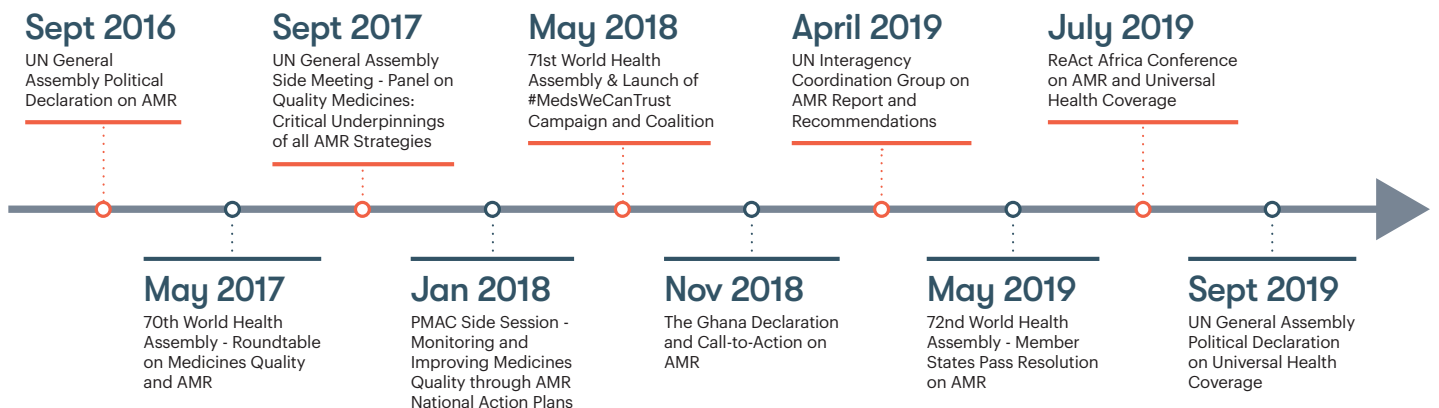 Sept 2016
UN General
Assembly Political
Declaration on AMR
Sept 2017
UN General Assembly
Side Meeting - Panel on
Quality Medicines:
Critical Underpinnings
of all AMR Strategies
May 2018
71st World Health
Assembly & Launch of
#MedsWeCanTrust
Campaign and Coalition
April 2019
UN Interagency
Coordination Group on
AMR Report and
Recommendations
July 2019
ReAct Africa Conference
on AMR and Universal
Health Coverage
May 2017
70th World Health
Assembly - Roundtable
on Medicines Quality
and AMR
Jan 2018
PMAC Side Session -
Monitoring and
Improving Medicines
Quality through AMR
National Action Plans
Nov 2018
The Ghana Declaration
and Call-to-Action on
AMR
May 2019
72nd World Health
Assembly - Member
States Pass Resolution
on AMR
Sept 2019
UN General Assembly
Political Declaration
on Universal Health
Coverage